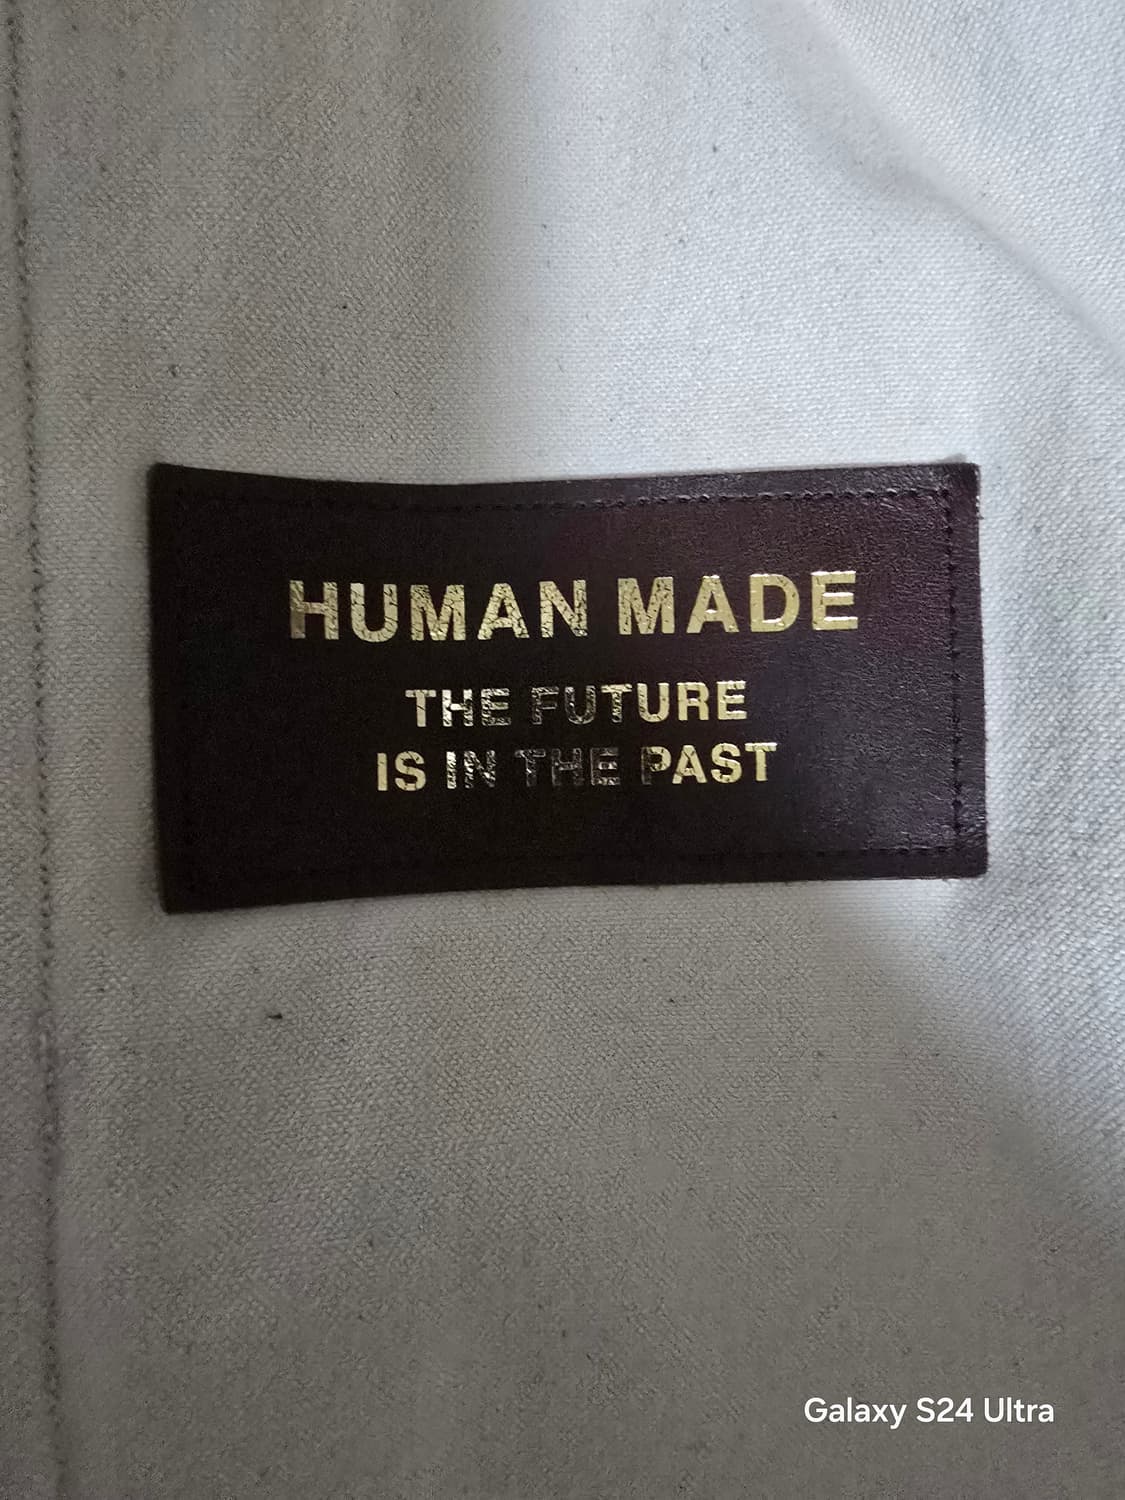 HUMAN MADE
THE FUTURE
IS IN THE PAST
Galaxy S24 Ultra